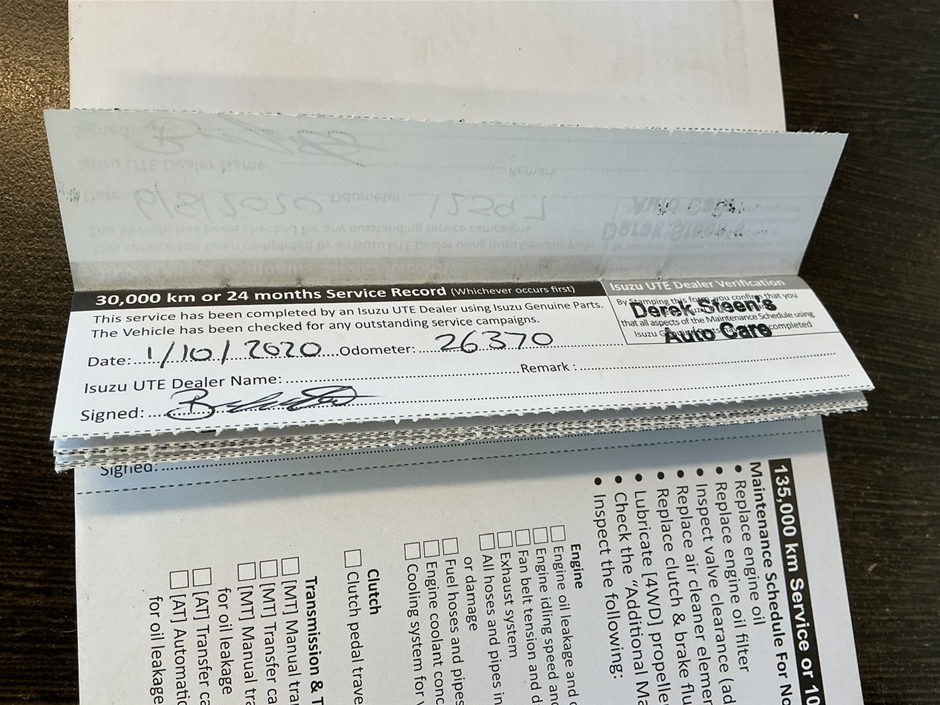 30,000 km or 24 months Service Record (Whichever occurs first)
This service has been completed by an Isuzu UTE Dealer using Isuzu Genuine Parts.
The Vehicle has been checked for any outstanding service campaigns.
Date: 1/10/2020 Odometer: 26370
Isuzu UTE Dealer Name: Remark:
Signed:
Isuzu UTE Dealer Verification
By stamping this form you confirm that you
that all aspects of the Maintenance Schedule using
Isuzu completed.
Derek Steen's
Auto Care
Signed:
135,000 km Service or 10
Maintenance Schedule For No
• Replace engine oil
• Replace engine oil filter
• Inspect valve clearance (ad
• Replace air cleaner elemen
• Replace clutch & brake flu
• Lubricate [4WD] propelle
• Check the "Additional Ma
• Inspect the following:
Engine
Engine oil leakage and
Engine idling speed and
Fan belt tension and d
Exhaust system
All hoses and pipes in
or damage
Fuel hoses and pipes
Engine coolant conc
Cooling system for
Clutch
Clutch pedal trave
Transmission & T
[MT] Manual tra
[MT] Transfer ca
[MT] Manual tra
for oil leakage
[AT] Transfer ca
[AT] Automatic
for oil leakage